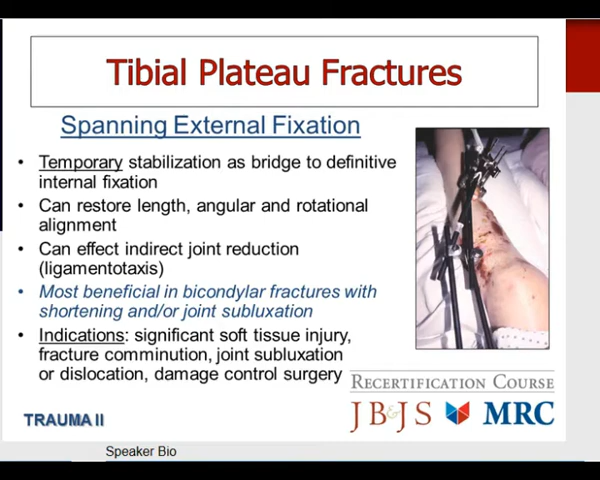 Tibial Plateau Fractures
Spanning External Fixation
• Temporary stabilization as bridge to definitive
internal fixation
• Can restore length, angular and rotational
alignment
• Can effect indirect joint reduction
(ligamentotaxis)
• Most beneficial in bicondylar fractures with
shortening and/or joint subluxation
• Indications: significant soft tissue injury,
fracture comminution, joint subluxation
or dislocation, damage control surgery
RECERTIFICATION COURSE
JB&JS MRC
TRAUMA II
Speaker Bio